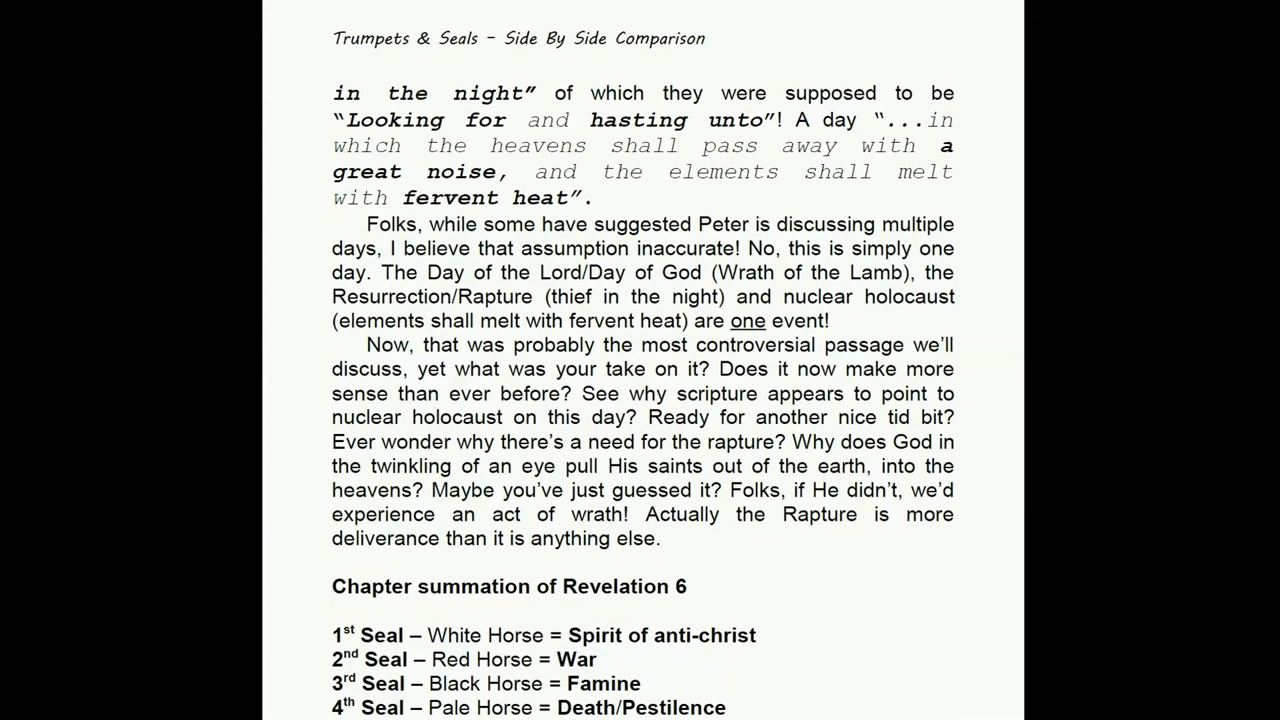 Trumpets & Seals - Side By Side Comparison
in the night” of which they were supposed to be
“Looking for and hasting unto”! A day “...in
which the heavens shall pass away with a
great noise, and the elements shall melt
with fervent heat”.
Folks, while some have suggested Peter is discussing multiple
days, I believe that assumption inaccurate! No, this is simply one
day. The Day of the Lord/Day of God (Wrath of the Lamb), the
Resurrection/Rapture (thief in the night) and nuclear holocaust
(elements shall melt with fervent heat) are one event!
Now, that was probably the most controversial passage we’ll
discuss, yet what was your take on it? Does it now make more
sense than ever before? See why scripture appears to point to
nuclear holocaust on this day? Ready for another nice tid bit?
Ever wonder why there’s a need for the rapture? Why does God in
the twinkling of an eye pull His saints out of the earth, into the
heavens? Maybe you’ve just guessed it? Folks, if He didn’t, we’d
experience an act of wrath! Actually the Rapture is more
deliverance than it is anything else.
Chapter summation of Revelation 6
1st Seal – White Horse = Spirit of anti-christ
2nd Seal – Red Horse = War
3rd Seal – Black Horse = Famine
4th Seal – Pale Horse = Death/Pestilence